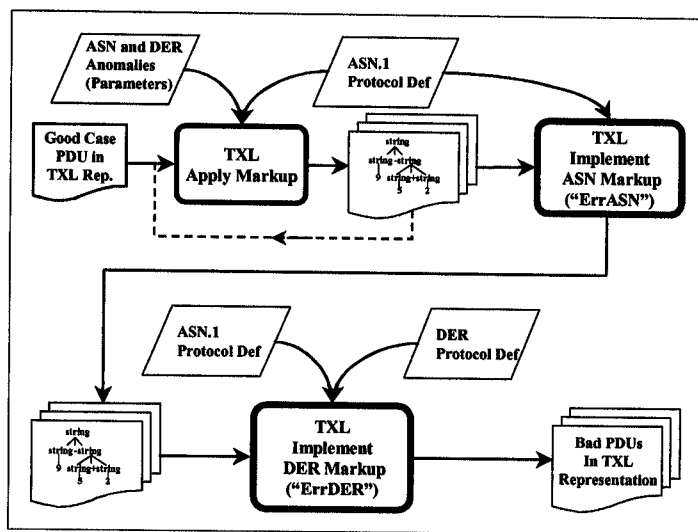 ASN and DER
Anomalies
(Parameters)
ASN.1
Protocol Def
Good Case
PDU in
TXL Rep.
TXL
Apply Markup
string
string-string
9 string+string
5 2
TXL
Implement
ASN Markup
("ErrASN")
ASN.1
Protocol Def
DER
Protocol Def
string
string-string
9 string+string
5 2
TXL
Implement
DER Markup
("ErrDER")
Bad PDUs
In TXL
Representation